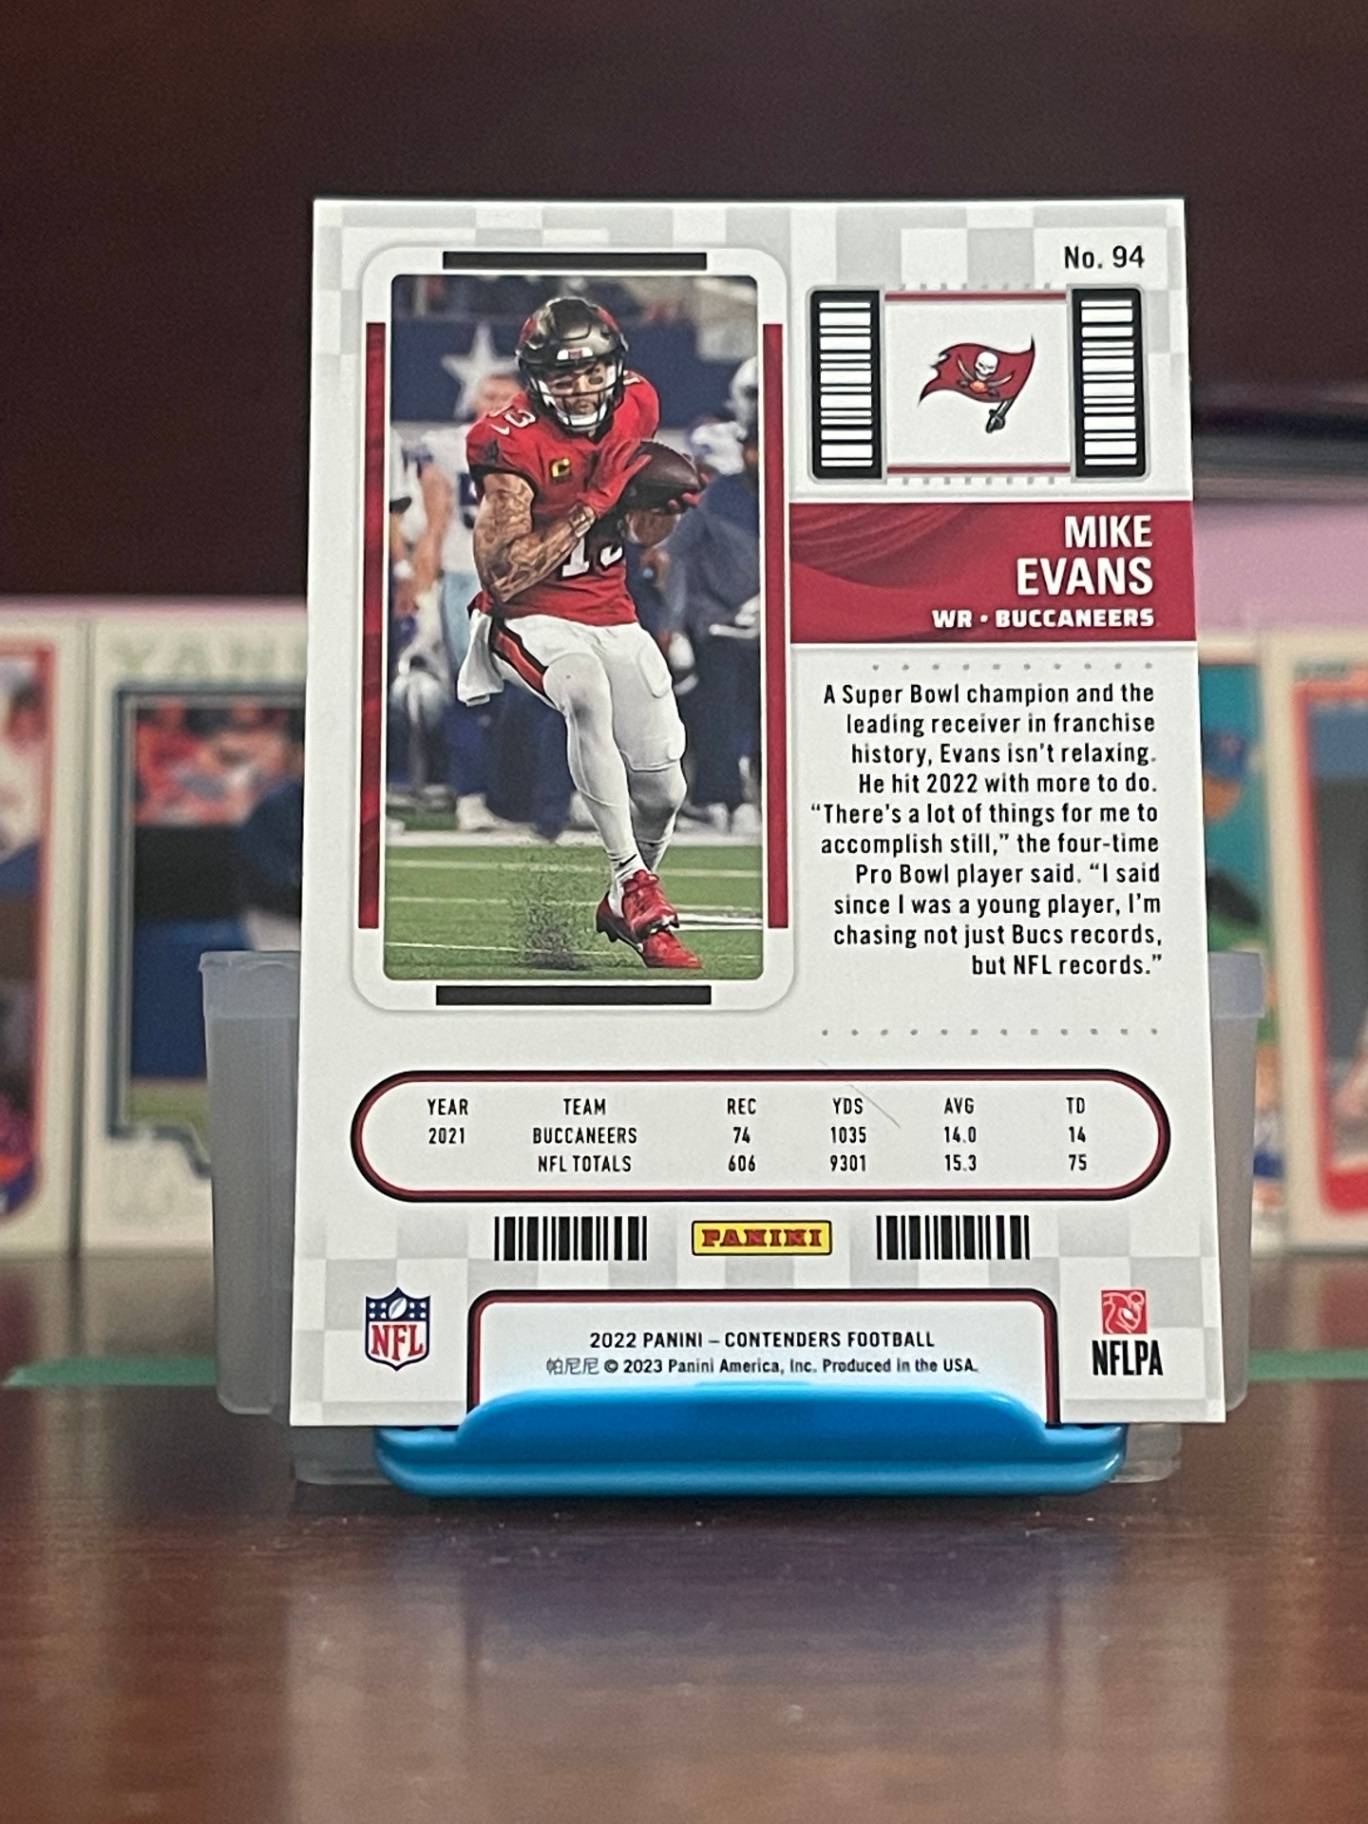 No. 94
MIKE
EVANS
WR • BUCCANEERS
A Super Bowl champion and the
leading receiver in franchise
history, Evans isn't relaxing.
He hit 2022 with more to do.
“There's a lot of things for me to
accomplish still,” the four-time
Pro Bowl player said. “I said
since I was a young player, I'm
chasing not just Bucs records,
but NFL records.”
13
YEAR TEAM REC YDS AVG TD
2021 BUCCANEERS 74 1035 14.0 14
NFL TOTALS 606 9301 15.3 75
PANINI
NFL
2022 PANINI – CONTENDERS FOOTBALL
帕尼尼 © 2023 Panini America, Inc. Produced in the USA.
NFLPA